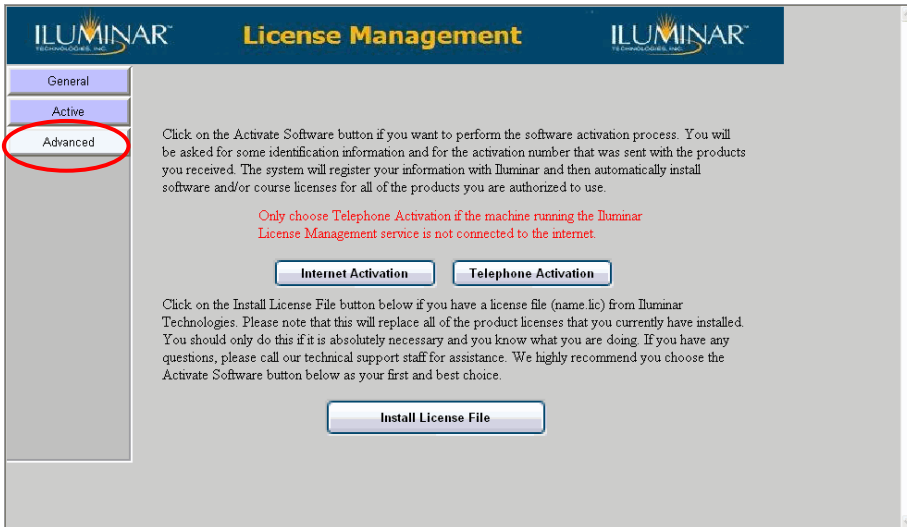 ILUMINAR™ License Management ILUMINAR™
TECHNOLOGIES, INC. TECHNOLOGIES, INC.
General
Active
Advanced
Click on the Activate Software button if you want to perform the software activation process. You will
be asked for some identification information and for the activation number that was sent with the products
you received. The system will register your information with Iluminar and then automatically install
software and/or course licenses for all of the products you are authorized to use.
Only choose Telephone Activation if the machine running the Iluminar
License Management service is not connected to the internet.
Internet Activation Telephone Activation
Click on the Install License File button below if you have a license file (name.lic) from Iluminar
Technologies. Please note that this will replace all of the product licenses that you currently have installed.
You should only do this if it is absolutely necessary and you know what you are doing. If you have any
questions, please call our technical support staff for assistance. We highly recommend you choose the
Activate Software button below as your first and best choice.
Install License File